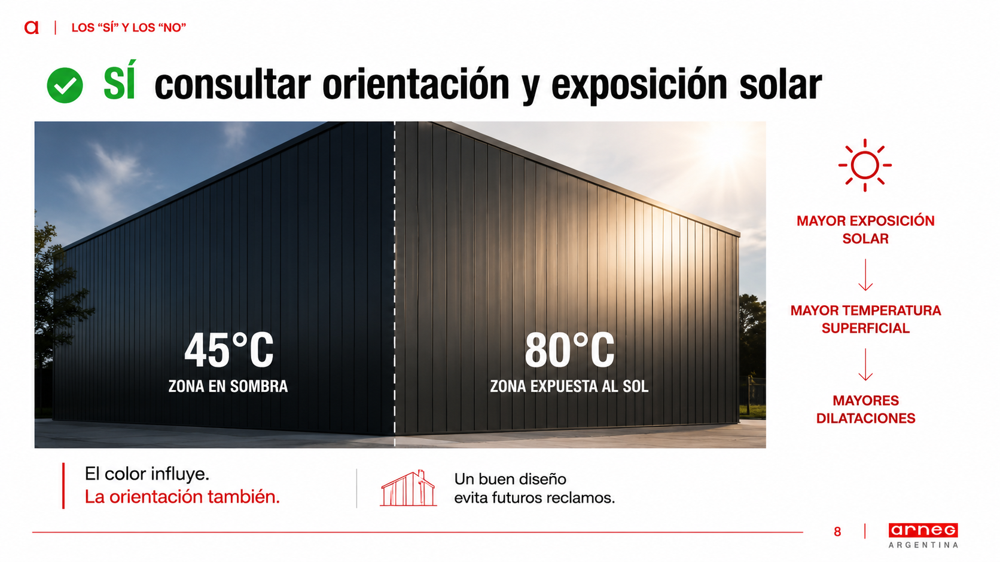 a
LOS “SÍ” Y LOS “NO”
SÍ consultar orientación y exposición solar
45°C
ZONA EN SOMBRA
80°C
ZONA EXPUESTA AL SOL
MAYOR EXPOSICIÓN
SOLAR
MAYOR TEMPERATURA
SUPERFICIAL
MAYORES
DILATACIONES
El color influye.
La orientación también.
Un buen diseño
evita futuros reclamos.
8
arneg
ARGENTINA